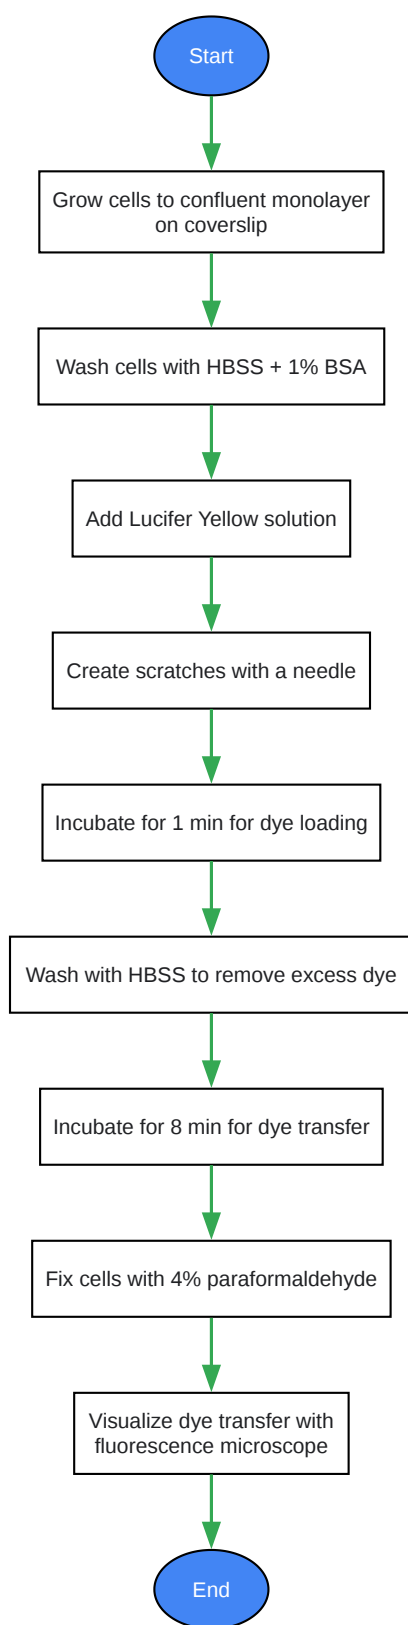 Start
Grow cells to confluent monolayer
on coverslip
Wash cells with HBSS + 1% BSA
Add Lucifer Yellow solution
Create scratches with a needle
Incubate for 1 min for dye loading
Wash with HBSS to remove excess dye
Incubate for 8 min for dye transfer
Fix cells with 4% paraformaldehyde
Visualize dye transfer with
fluorescence microscope
End